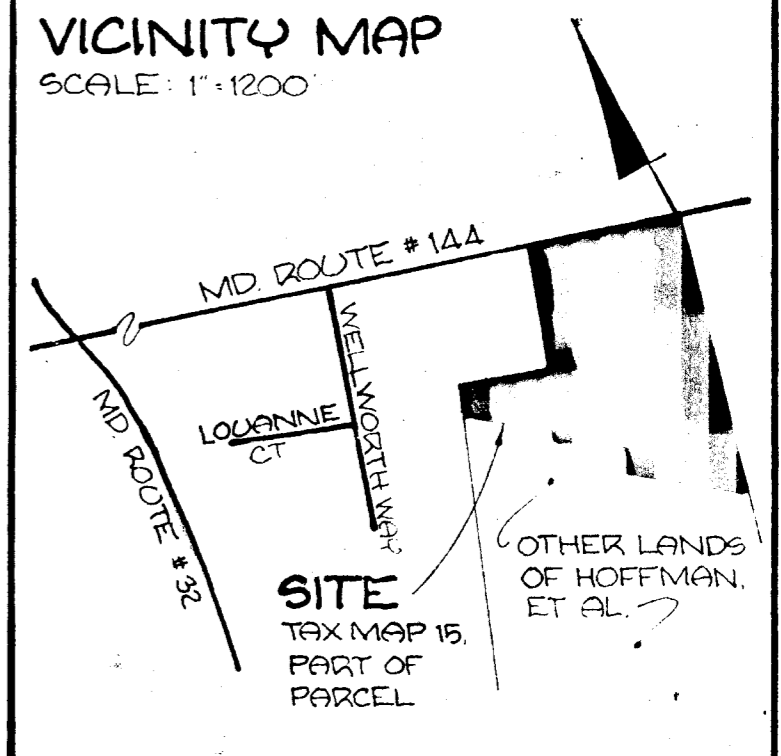 VICINITY MAP
SCALE: 1"=1200'
MD. ROUTE #144
WELLWORTH WAY
LOUANNE
CT
MD. ROUTE #32
OTHER LANDS
OF HOFFMAN,
ET AL.
SITE
TAX MAP 15,
PART OF
PARCEL